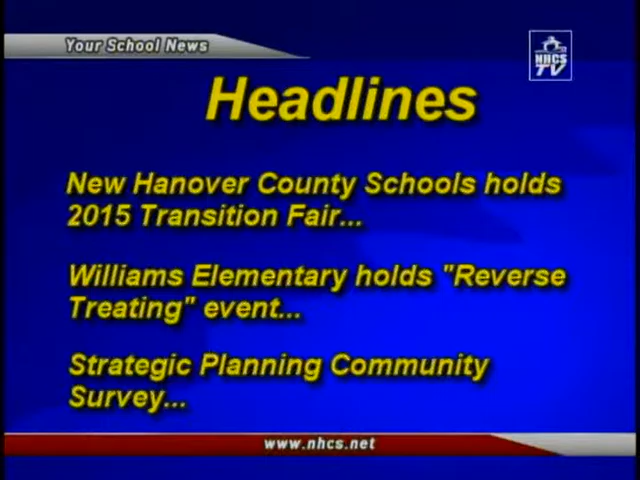 Your School News
NHCS
TV
Headlines
New Hanover County Schools holds
2015 Transition Fair...
Williams Elementary holds "Reverse
Treating" event...
Strategic Planning Community
Survey...
www.nhcs.net